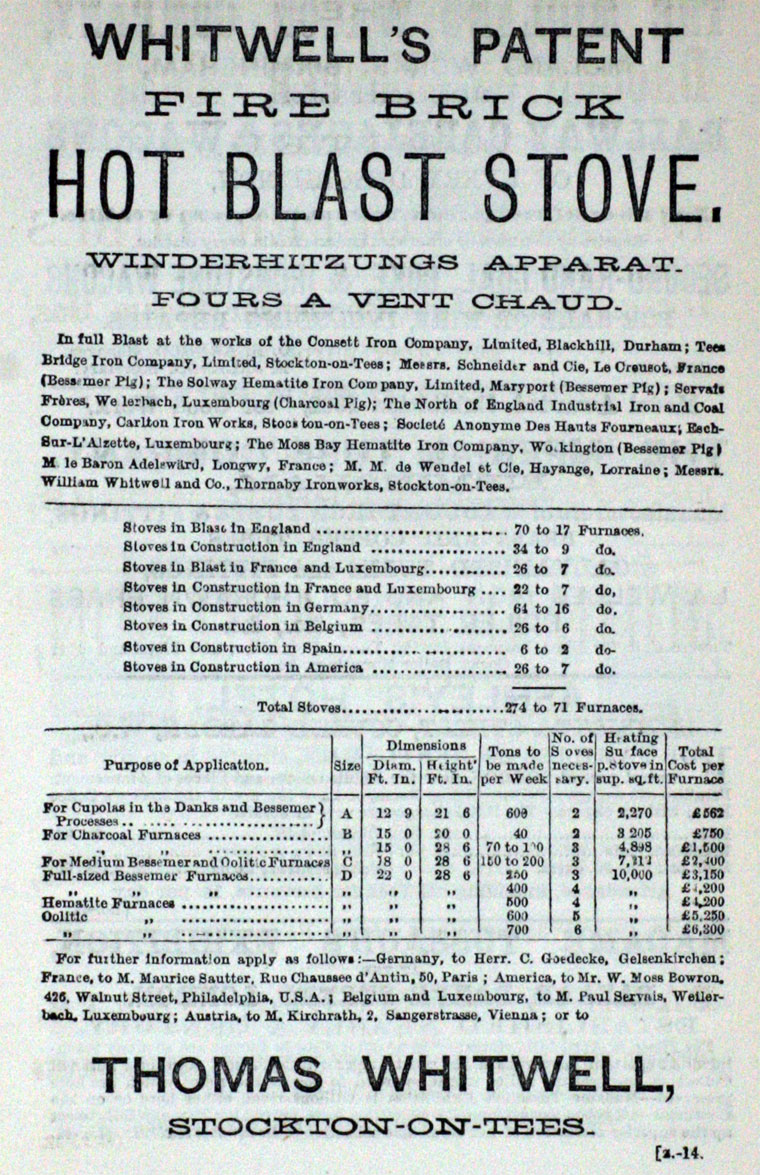 WHITWELL'S PATENT
FIRE BRICK
HOT BLAST STOVE.
WINDERHITZUNGS APPARAT.
FOURS A VENT CHAUD.
In full Blast at the works of the Consett Iron Company, Limited, Blackhill, Durham; Tees
Bridge Iron Company, Limited, Stockton-on-Tees; Messrs. Schneider and Cie, Le Creusot, France
(Bessemer Pig); The Solway Hematite Iron Company, Limited, Maryport (Bessemer Pig); Servais
Frères, We lerbach, Luxembourg (Charcoal Pig); The North of England Industrial Iron and Coal
Company, Carlton Iron Works, Stockton-on-Tees; Societé Anonyme Des Hauts Fourneaux; Esch-
Sur-L'Alzette, Luxembourg; The Moss Bay Hematite Iron Company, Workington (Bessemer Pig)
M. le Baron Adelsward, Longwy, France; M. M. de Wendel et Cie, Hayange, Lorraine; Messrs.
William Whitwell and Co., Thornaby Ironworks, Stockton-on-Tees.
Stoves in Blast in England .......................... 70 to 17 Furnaces.
Stoves in Construction in England .................. 34 to 9 do.
Stoves in Blast in France and Luxembourg........... 26 to 7 do.
Stoves in Construction in France and Luxembourg .... 22 to 7 do,
Stoves in Construction in Germany.................. 64 to 16 do.
Stoves in Construction in Belgium .................. 26 to 6 do.
Stoves in Construction in Spain..................... 6 to 2 do-
Stoves in Construction in America .................. 26 to 7 do.
Total Stoves........................274 to 71 Furnaces.
Purpose of Application. Size Dimensions Diam. Ft. In. Height' Ft. In. Tons to be made per Week No. of S oves neces- sary. Heating Su face p.Stove in sup. sq. ft. Total Cost per Furnace
For Cupolas in the Danks and Bessemer
Processes .. A 12 9 21 6 600 2 2,270 £562
For Charcoal Furnaces B 15 0 20 0 40 2 3 205 £750
„ „ 15 0 28 6 70 to 100 3 4,898 £1,500
For Medium Bessemer and Oolitic Furnaces C 18 0 28 6 150 to 200 3 £2,400
Full-sized Bessemer Furnaces D 22 0 28 6 250 3 10,000 £3,150
„ „ „ „ „ 400 4 „ £4,200
Hematite Furnaces „ „ „ 500 4 „ £4,200
Oolitic „ „ „ „ 600 5 „ £5,250
„ „ „ „ „ 700 6 „ £6,300
For further information apply as follows:—Germany, to Herr. C. Goedecke, Gelsenkirchen;
France, to M. Maurice Sautter, Rue Chaussee d'Antin, 50, Paris; America, to Mr. W. Moss Bowron,
426, Walnut Street, Philadelphia, U.S.A.; Belgium and Luxembourg, to M. Paul Servais, Weiler-
bach, Luxembourg; Austria, to M. Kirchrath, 2, Sangerstrasse, Vienna; or to
THOMAS WHITWELL,
STOCKTON-ON-TEES.
[z.-14.